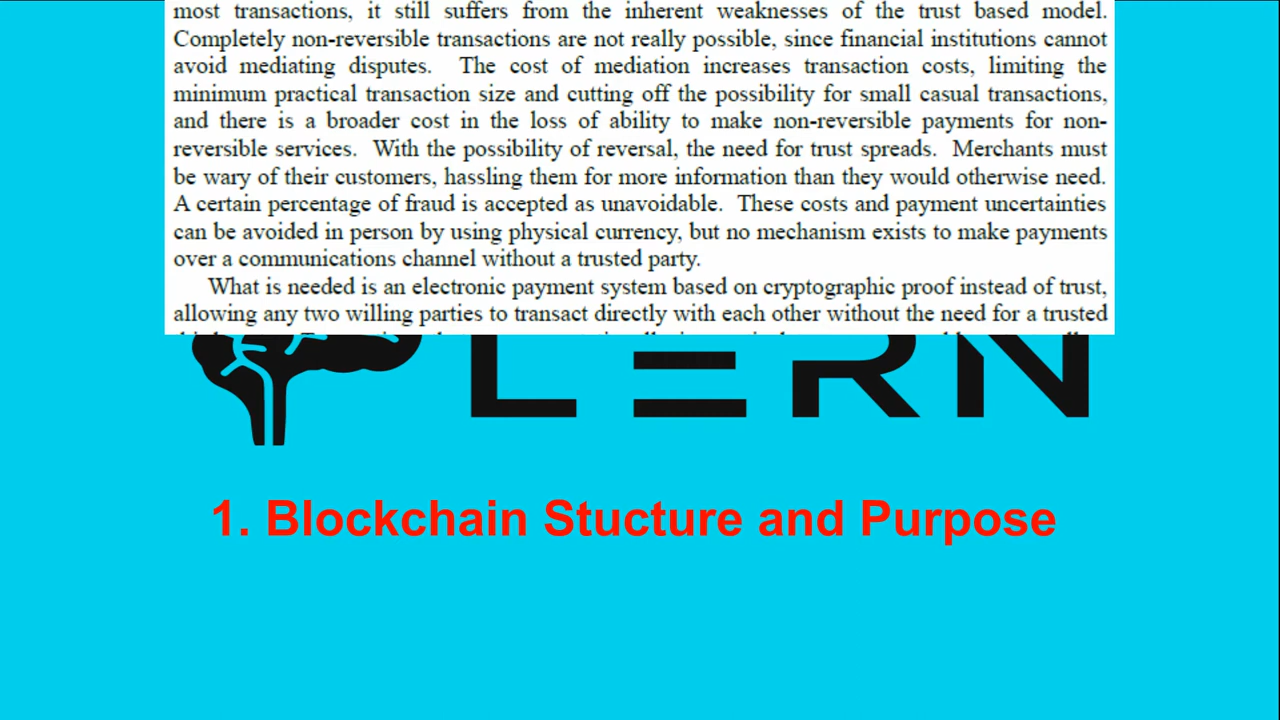 most transactions, it still suffers from the inherent weaknesses of the trust based model.
Completely non-reversible transactions are not really possible, since financial institutions cannot
avoid mediating disputes. The cost of mediation increases transaction costs, limiting the
minimum practical transaction size and cutting off the possibility for small casual transactions,
and there is a broader cost in the loss of ability to make non-reversible payments for non-
reversible services. With the possibility of reversal, the need for trust spreads. Merchants must
be wary of their customers, hassling them for more information than they would otherwise need.
A certain percentage of fraud is accepted as unavoidable. These costs and payment uncertainties
can be avoided in person by using physical currency, but no mechanism exists to make payments
over a communications channel without a trusted party.
What is needed is an electronic payment system based on cryptographic proof instead of trust,
allowing any two willing parties to transact directly with each other without the need for a trusted
LERN
1. Blockchain Stucture and Purpose